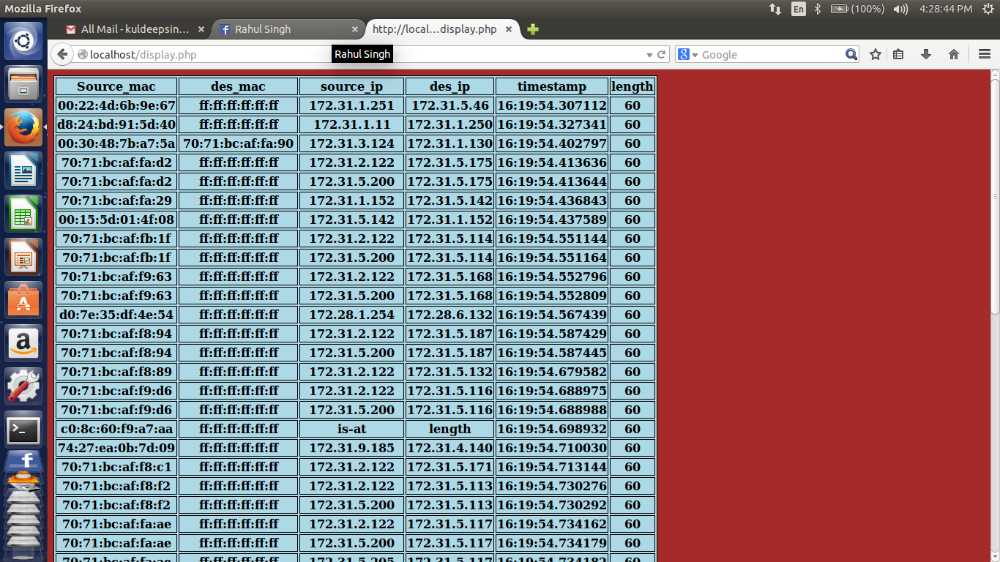 Mozilla Firefox En (100%) 4:28:44 PM
All Mail - kuldeepsin... Rahul Singh http://local...display.php
localhost/display.php Google
Rahul Singh
Source_mac des_mac source_ip des_ip timestamp length
00:22:4d:6b:9e:67 ff:ff:ff:ff:ff:ff 172.31.1.251 172.31.5.46 16:19:54.307112 60
d8:24:bd:91:5d:40 ff:ff:ff:ff:ff:ff 172.31.1.11 172.31.1.250 16:19:54.327341 60
00:30:48:7b:a7:5a 70:71:bc:af:fa:90 172.31.3.124 172.31.1.130 16:19:54.402797 60
70:71:bc:af:fa:d2 ff:ff:ff:ff:ff:ff 172.31.2.122 172.31.5.175 16:19:54.413636 60
70:71:bc:af:fa:d2 ff:ff:ff:ff:ff:ff 172.31.5.200 172.31.5.175 16:19:54.413644 60
70:71:bc:af:fa:29 ff:ff:ff:ff:ff:ff 172.31.1.152 172.31.5.142 16:19:54.436843 60
00:15:5d:01:4f:08 ff:ff:ff:ff:ff:ff 172.31.5.142 172.31.1.152 16:19:54.437589 60
70:71:bc:af:fb:1f ff:ff:ff:ff:ff:ff 172.31.2.122 172.31.5.114 16:19:54.551144 60
70:71:bc:af:fb:1f ff:ff:ff:ff:ff:ff 172.31.5.200 172.31.5.114 16:19:54.551164 60
70:71:bc:af:f9:63 ff:ff:ff:ff:ff:ff 172.31.2.122 172.31.5.168 16:19:54.552796 60
70:71:bc:af:f9:63 ff:ff:ff:ff:ff:ff 172.31.5.200 172.31.5.168 16:19:54.552809 60
d0:7e:35:df:4e:54 ff:ff:ff:ff:ff:ff 172.28.1.254 172.28.6.132 16:19:54.567439 60
70:71:bc:af:f8:94 ff:ff:ff:ff:ff:ff 172.31.2.122 172.31.5.187 16:19:54.587429 60
70:71:bc:af:f8:94 ff:ff:ff:ff:ff:ff 172.31.5.200 172.31.5.187 16:19:54.587445 60
70:71:bc:af:f8:89 ff:ff:ff:ff:ff:ff 172.31.2.122 172.31.5.132 16:19:54.679582 60
70:71:bc:af:f9:d6 ff:ff:ff:ff:ff:ff 172.31.2.122 172.31.5.116 16:19:54.688975 60
70:71:bc:af:f9:d6 ff:ff:ff:ff:ff:ff 172.31.5.200 172.31.5.116 16:19:54.688988 60
c0:8c:60:f9:a7:aa ff:ff:ff:ff:ff:ff is-at length 16:19:54.698932 60
74:27:ea:0b:7d:09 ff:ff:ff:ff:ff:ff 172.31.9.185 172.31.4.140 16:19:54.710030 60
70:71:bc:af:f8:c1 ff:ff:ff:ff:ff:ff 172.31.2.122 172.31.5.171 16:19:54.713144 60
70:71:bc:af:f8:f2 ff:ff:ff:ff:ff:ff 172.31.2.122 172.31.5.113 16:19:54.730276 60
70:71:bc:af:f8:f2 ff:ff:ff:ff:ff:ff 172.31.5.200 172.31.5.113 16:19:54.730292 60
70:71:bc:af:fa:ae ff:ff:ff:ff:ff:ff 172.31.2.122 172.31.5.117 16:19:54.734162 60
70:71:bc:af:fa:ae ff:ff:ff:ff:ff:ff 172.31.5.200 172.31.5.117 16:19:54.734179 60